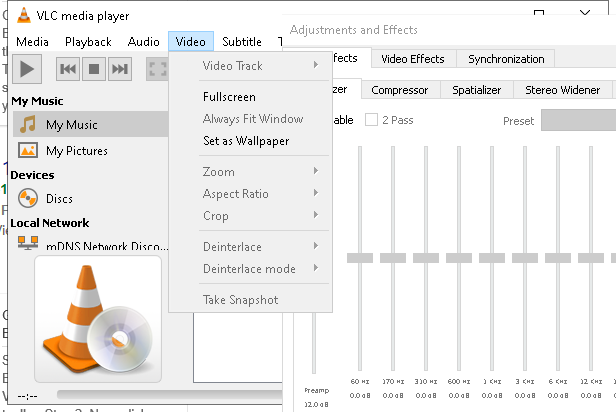 VLC media player
Adjustments and Effects
Media Playback Audio Video Subtitle T
ffects Video Effects Synchronization
Video Track
zer Compressor Spatializer Stereo Widener
My Music
Fullscreen
My Music
Always Fit Window
able 2 Pass Preset
Set as Wallpaper
My Pictures
Zoom
Devices
Aspect Ratio
Discs
Crop
Local Network
mDNS Network Disco...
Deinterlace
Deinterlace mode
Take Snapshot
60 Hz 170 Hz 310 Hz 600 Hz 1 KHz 3 KHz 6 KHz 12 KHz
Preamp
0.0 dB 0.0 dB 0.0 dB 0.0 dB 0.0 dB 0.0 dB 0.0 dB 0.0 dB
--:--
12.0 dB